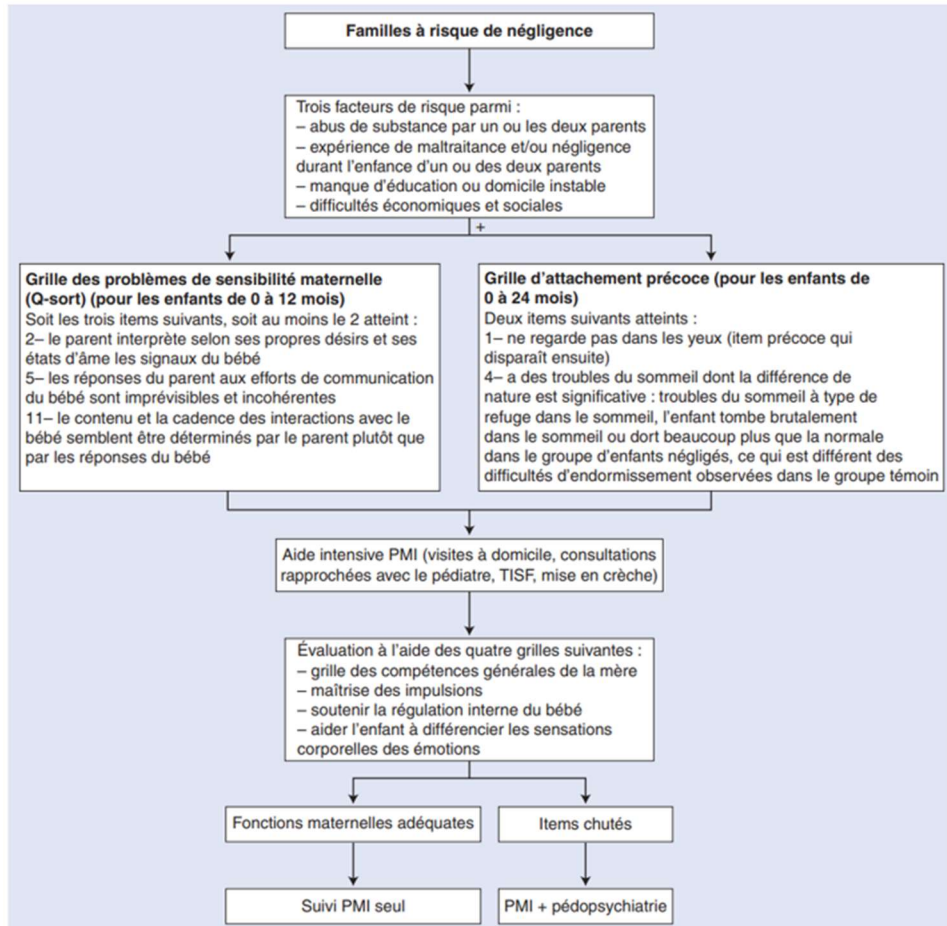 Familles à risque de négligence
Trois facteurs de risque parmi :
– abus de substance par un ou les deux parents
– expérience de maltraitance et/ou négligence
durant l’enfance d’un ou des deux parents
– manque d’éducation ou domicile instable
– difficultés économiques et sociales
+
Grille des problèmes de sensibilité maternelle
(Q-sort) (pour les enfants de 0 à 12 mois)
Soit les trois items suivants, soit au moins le 2 atteint :
2– le parent interprète selon ses propres désirs et ses
états d’âme les signaux du bébé
5– les réponses du parent aux efforts de communication
du bébé sont imprévisibles et incohérentes
11– le contenu et la cadence des interactions avec le
bébé semblent être déterminés par le parent plutôt que
par les réponses du bébé
Grille d’attachement précoce (pour les enfants de
0 à 24 mois)
Deux items suivants atteints :
1– ne regarde pas dans les yeux (item précoce qui
disparaît ensuite)
4– a des troubles du sommeil dont la différence de
nature est significative : troubles du sommeil à type de
refuge dans le sommeil, l’enfant tombe brutalement
dans le sommeil ou dort beaucoup plus que la normale
dans le groupe d’enfants négligés, ce qui est différent des
difficultés d’endormissement observées dans le groupe témoin
Aide intensive PMI (visites à domicile, consultations
rapprochées avec le pédiatre, TISF, mise en crèche)
Évaluation à l’aide des quatre grilles suivantes :
– grille des compétences générales de la mère
– maîtrise des impulsions
– soutenir la régulation interne du bébé
– aider l’enfant à différencier les sensations
corporelles des émotions
Fonctions maternelles adéquates
Items chutés
Suivi PMI seul
PMI + pédopsychiatrie